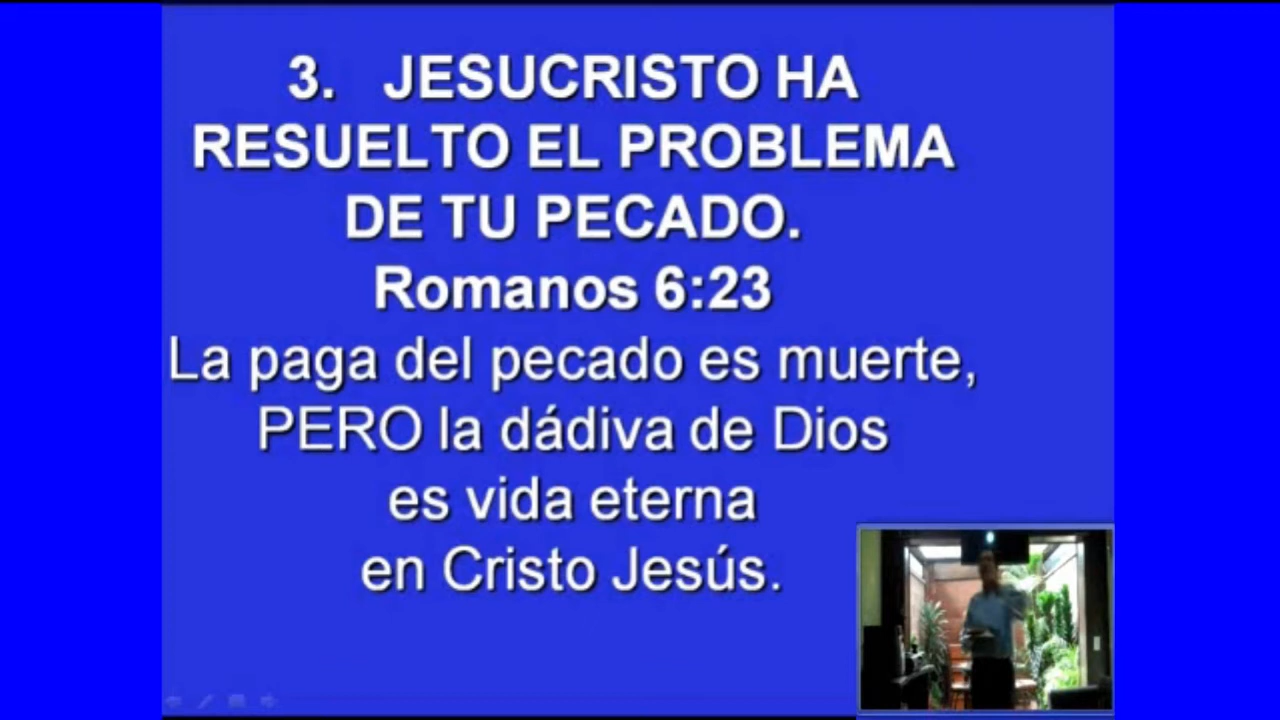 3. JESUCRISTO HA
RESUELTO EL PROBLEMA
DE TU PECADO.
Romanos 6:23
La paga del pecado es muerte,
PERO la dádiva de Dios
es vida eterna
en Cristo Jesús.